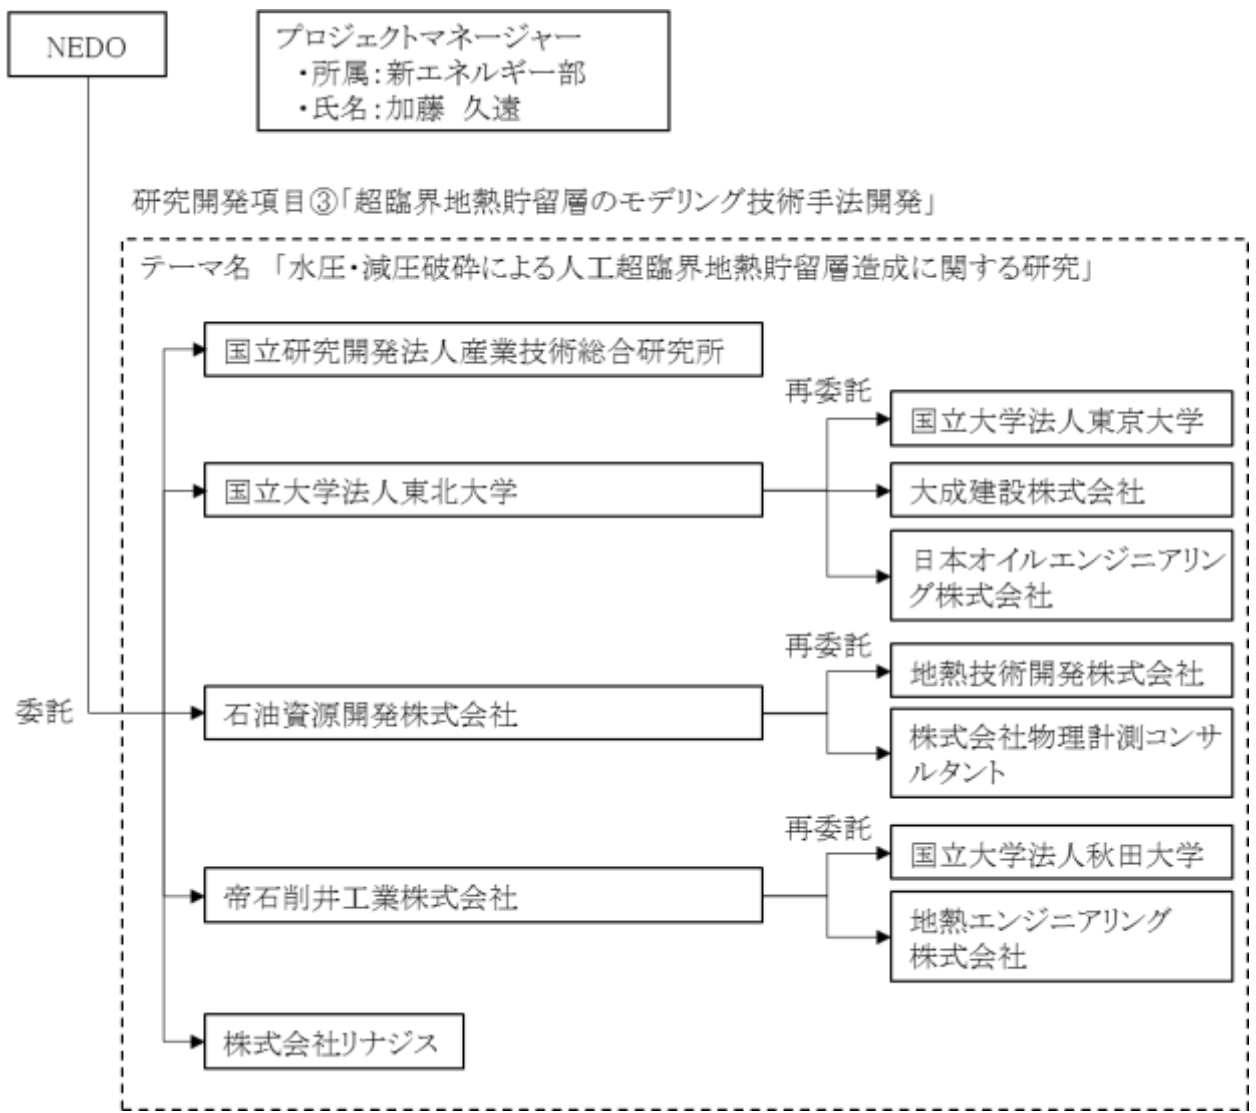 NEDO
プロジェクトマネージャー
・所属：新エネルギー部
・氏名：加藤 久遠
研究開発項目③「超臨界地熱貯留層のモデリング技術手法開発」
テーマ名 「水圧・減圧破砕による人工超臨界地熱貯留層造成に関する研究」
国立研究開発法人産業技術総合研究所
再委託
国立大学法人東京大学
国立大学法人東北大学
大成建設株式会社
日本オイルエンジニアリン
グ株式会社
再委託
地熱技術開発株式会社
委託
石油資源開発株式会社
株式会社物理計測コンサ
ルタント
再委託
国立大学法人秋田大学
帝石削井工業株式会社
地熱エンジニアリング
株式会社
株式会社リナジス